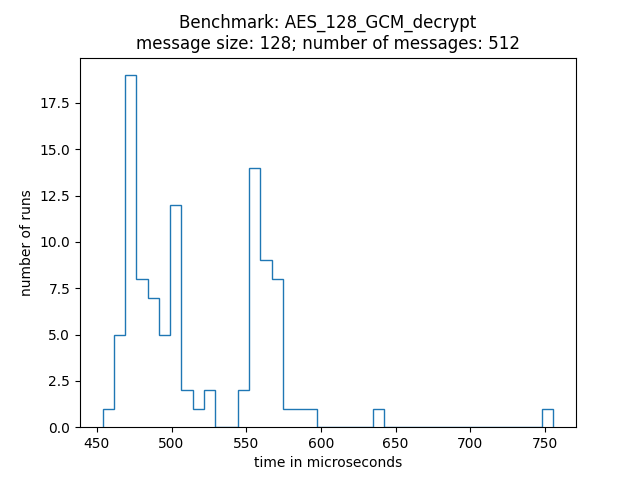 Benchmark: AES_128_GCM_decrypt
message size: 128; number of messages: 512
17.5
15.0
12.5
10.0
7.5
5.0
2.5
0.0
number of runs
450 500 550 600 650 700 750
time in microseconds